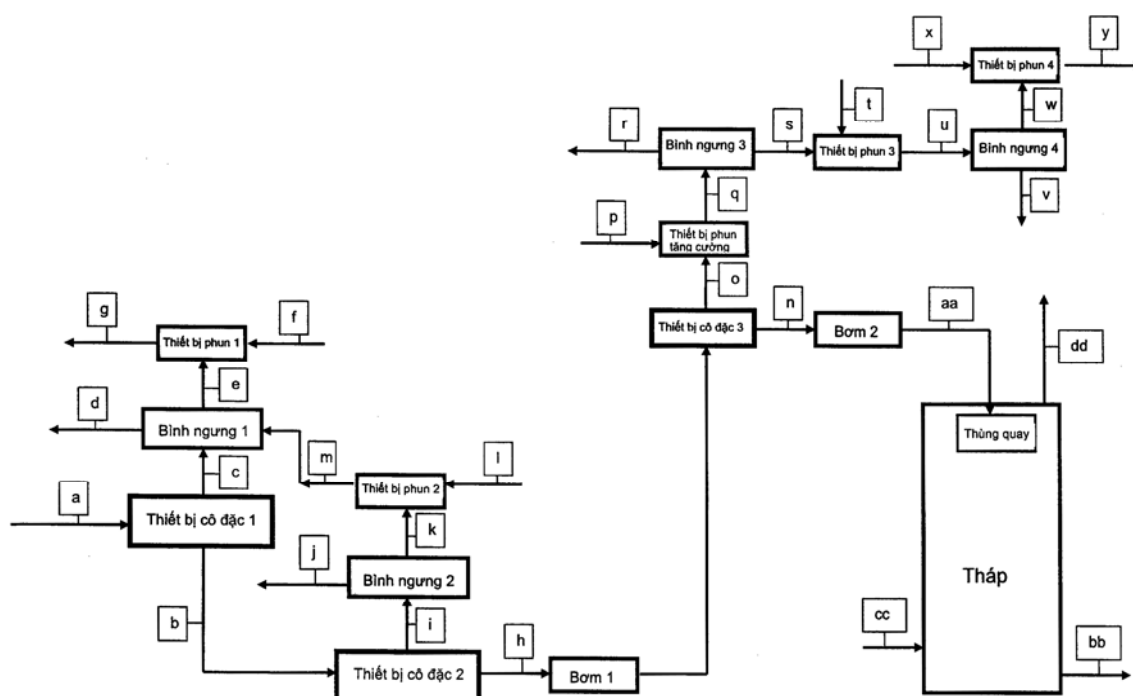 x
y
Thiết bị phun 4
t
w
r
s
u
Bình ngưng 3
Thiết bị phun 3
Bình ngưng 4
q
v
p
Thiết bị phun
tăng cường
o
n
aa
g
f
Thiết bị phun 1
Thiết bị cô đặc 3
Bơm 2
dd
e
d
Bình ngưng 1
Thùng quay
m
l
c
a
Thiết bị phun 2
Thiết bị cô đặc 1
k
j
Bình ngưng 2
Tháp
b
i
h
cc
bb
Thiết bị cô đặc 2
Bơm 1